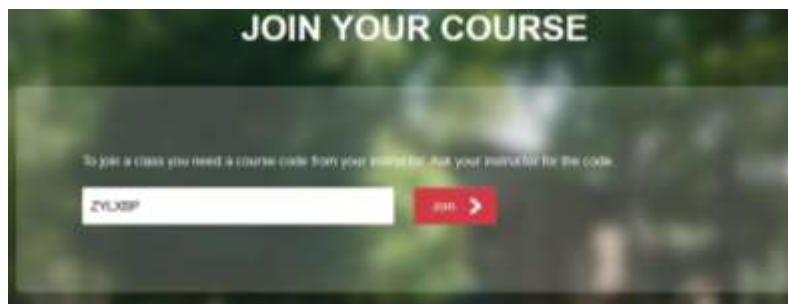 JOIN YOUR COURSE
To join a class you need a course code from your instructor. Ask your instructor for the code.
ZYLXBP
Join